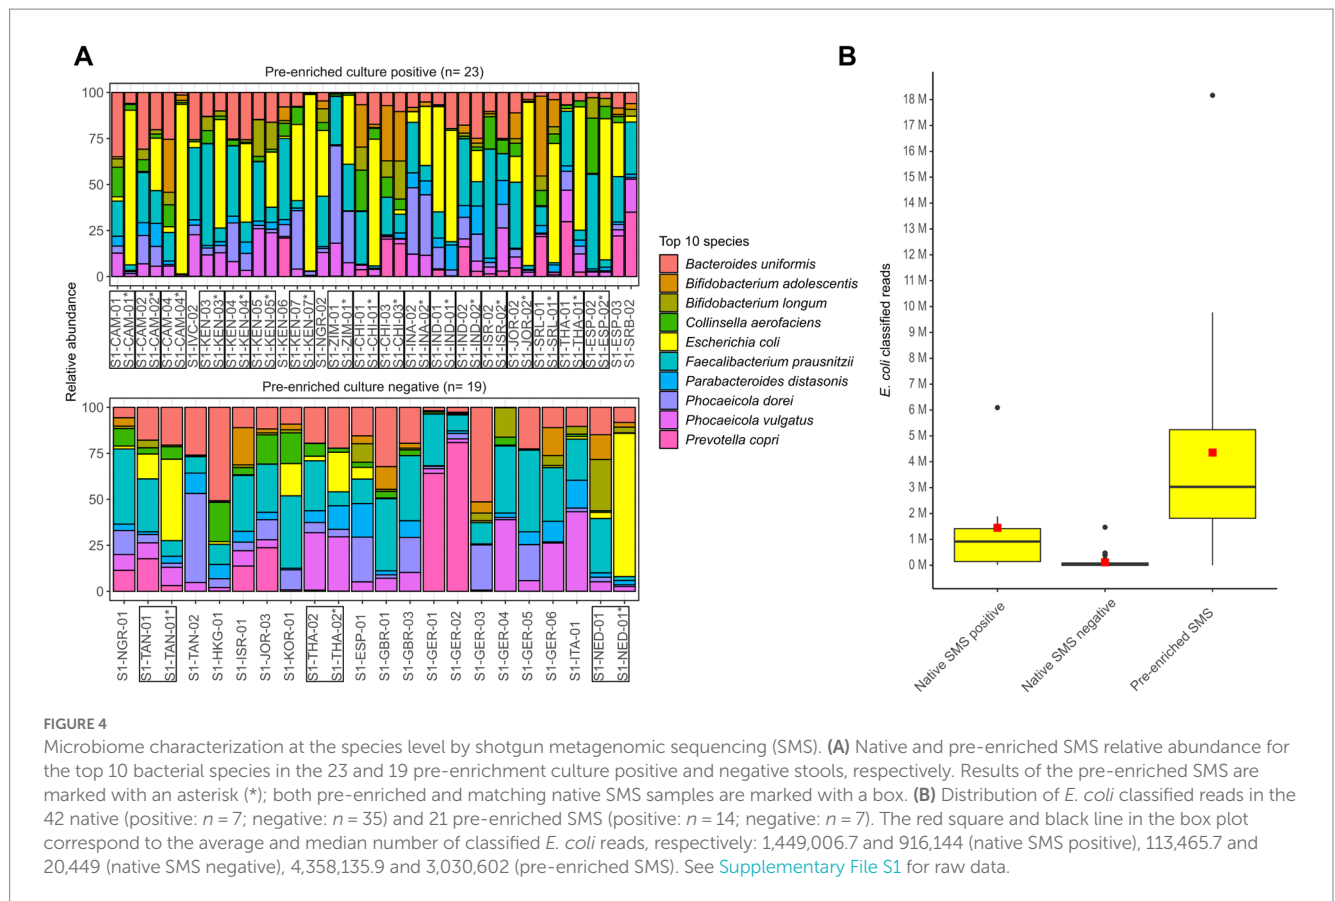 A
Pre-enriched culture positive (n= 23)
100
75
50
25
0
S1-CAM-01
S1-CAM-01*
S1-CAM-02
S1-CAM-02*
S1-CAM-04
S1-CAM-04*
S1-IVC-02
S1-KEN-03
S1-KEN-03*
S1-KEN-04
S1-KEN-04*
S1-KEN-05
S1-KEN-05*
S1-KEN-06
S1-KEN-07
S1-KEN-07*
S1-NGR-02
S1-ZIM-01
S1-ZIM-01*
S1-CHI-01
S1-CHI-01*
S1-CHI-03
S1-CHI-03*
S1-INA-02
S1-INA-02*
S1-IND-01
S1-IND-01*
S1-IND-02
S1-IND-02*
S1-ISR-02
S1-ISR-02*
S1-JOR-02
S1-JOR-02*
S1-SRL-01
S1-SRL-01*
S1-THA-01
S1-THA-01*
S1-ESP-02
S1-ESP-02*
S1-ESP-03
S1-SRB-02
Relative abundance
Pre-enriched culture negative (n= 19)
100
75
50
25
0
S1-NGR-01
S1-TAN-01
S1-TAN-01*
S1-TAN-02
S1-HKG-01
S1-ISR-01
S1-JOR-03
S1-KOR-01
S1-THA-02
S1-THA-02*
S1-ESP-01
S1-GBR-01
S1-GBR-03
S1-GER-01
S1-GER-02
S1-GER-03
S1-GER-04
S1-GER-05
S1-GER-06
S1-ITA-01
S1-NED-01
S1-NED-01*
Top 10 species
Bacteroides uniformis
Bifidobacterium adolescentis
Bifidobacterium longum
Collinsella aerofaciens
Escherichia coli
Faecalibacterium prausnitzii
Parabacteroides distasonis
Phocaeicola dorei
Phocaeicola vulgatus
Prevotella copri
B
E. coli classified reads
18 M
17 M
16 M
15 M
14 M
13 M
12 M
11 M
10 M
9 M
8 M
7 M
6 M
5 M
4 M
3 M
2 M
1 M
0 M
Native SMS positive
Native SMS negative
Pre-enriched SMS
FIGURE 4
Microbiome characterization at the species level by shotgun metagenomic sequencing (SMS). (A) Native and pre-enriched SMS relative abundance for
the top 10 bacterial species in the 23 and 19 pre-enrichment culture positive and negative stools, respectively. Results of the pre-enriched SMS are
marked with an asterisk (*); both pre-enriched and matching native SMS samples are marked with a box. (B) Distribution of E. coli classified reads in the
42 native (positive: n = 7; negative: n = 35) and 21 pre-enriched SMS (positive: n = 14; negative: n = 7). The red square and black line in the box plot
correspond to the average and median number of classified E. coli reads, respectively: 1,449,006.7 and 916,144 (native SMS positive), 113,465.7 and
20,449 (native SMS negative), 4,358,135.9 and 3,030,602 (pre-enriched SMS). See Supplementary File S1 for raw data.